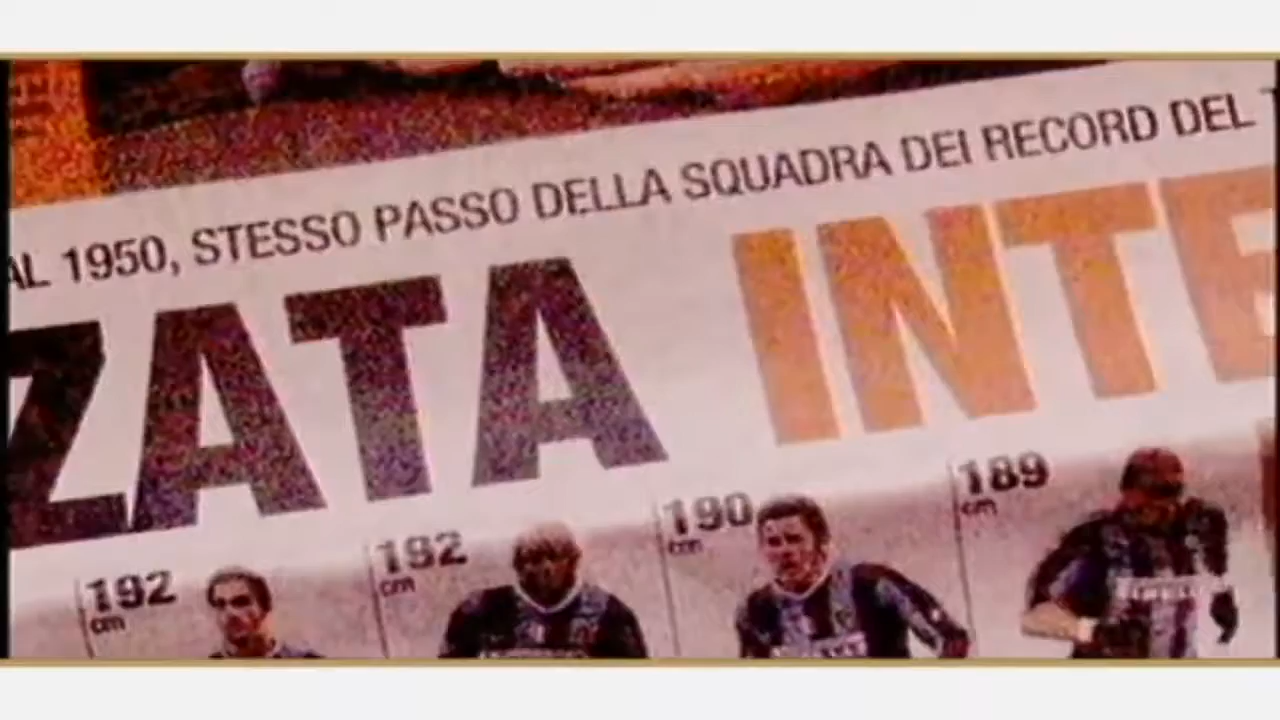 AL 1950, STESSO PASSO DELLA SQUADRA DEI RECORD DEL T
ZATA INTE
192 cm
192 cm
190 cm
189 cm
PIRELLI